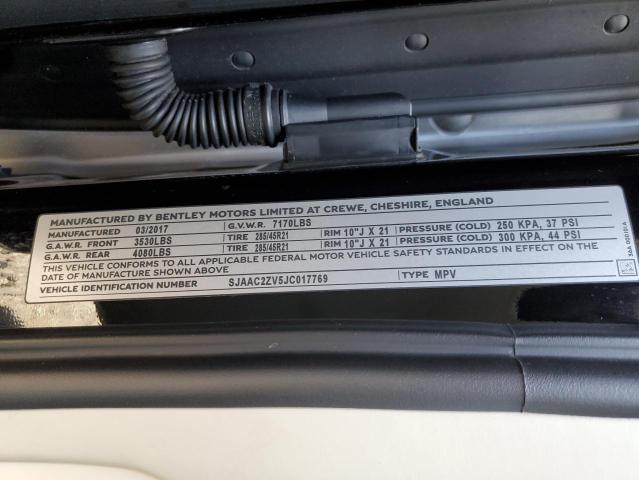 MANUFACTURED BY BENTLEY MOTORS LIMITED AT CREWE, CHESHIRE, ENGLAND
MANUFACTURED 03/2017 G.V.W.R. 7170LBS
G.A.W.R. FRONT 3530LBS TIRE 285/45R21 RIM 10"J X 21 PRESSURE (COLD) 250 KPA, 37 PSI
G.A.W.R. REAR 4080LBS TIRE 285/45R21 RIM 10"J X 21 PRESSURE (COLD) 300 KPA, 44 PSI
THIS VEHICLE CONFORMS TO ALL APPLICABLE FEDERAL MOTOR VEHICLE SAFETY STANDARDS IN EFFECT ON THE
DATE OF MANUFACTURE SHOWN ABOVE
VEHICLE IDENTIFICATION NUMBER SJAAC2ZV5JC017769 TYPE MPV